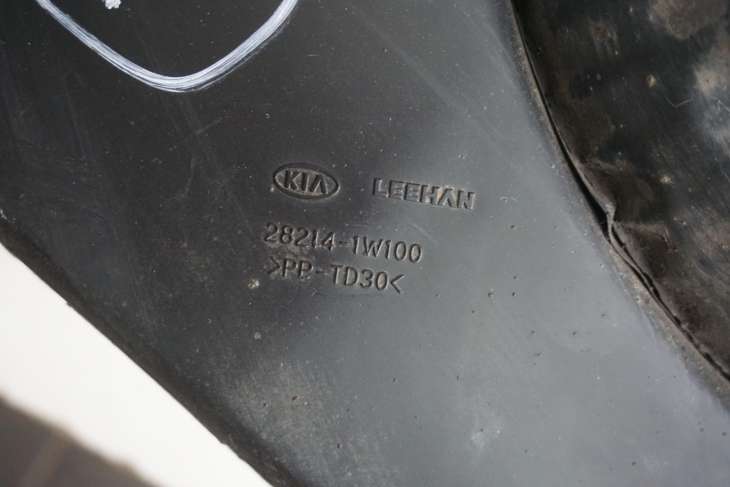 KIA LEEHAN
28214-1W100
>PP-TD30<